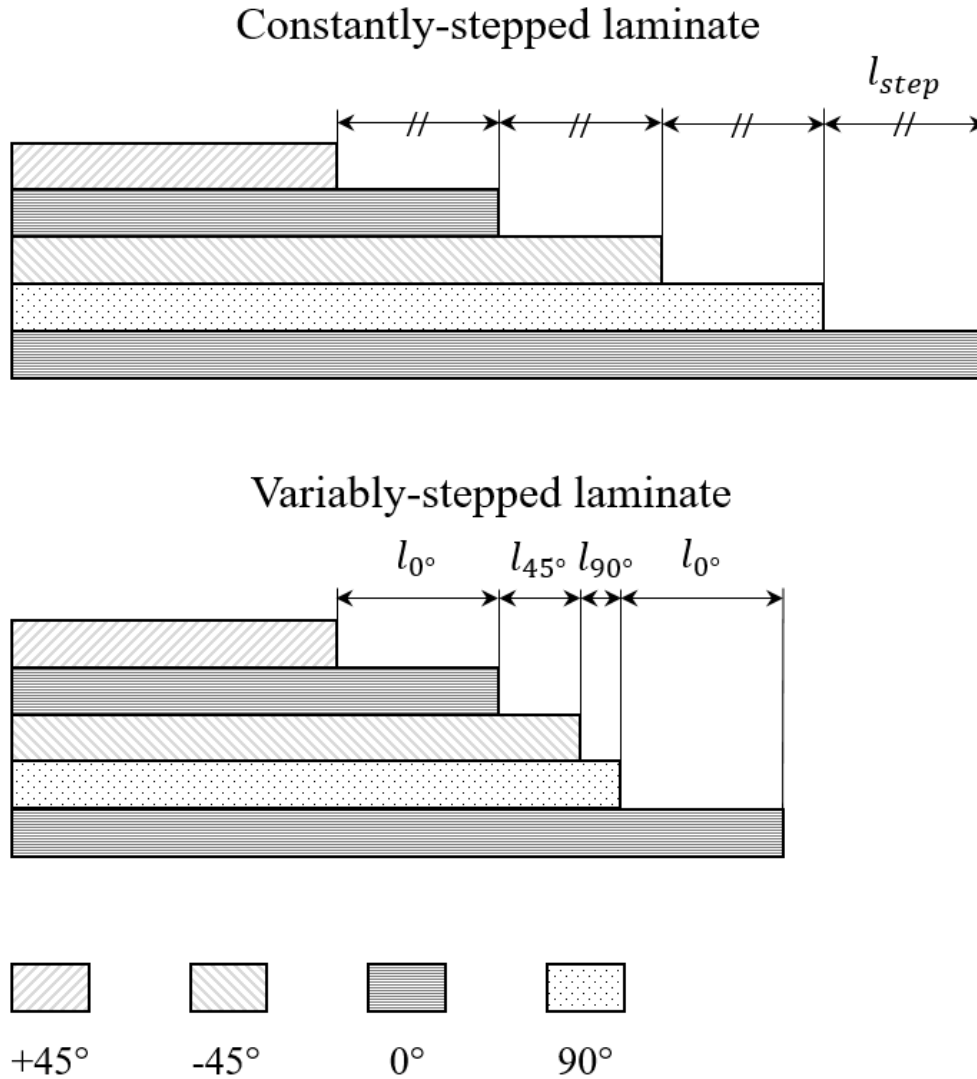 Constantly-stepped laminate
l_step
Variably-stepped laminate
l_0° l_45° l_90° l_0°
+45° -45° 0° 90°